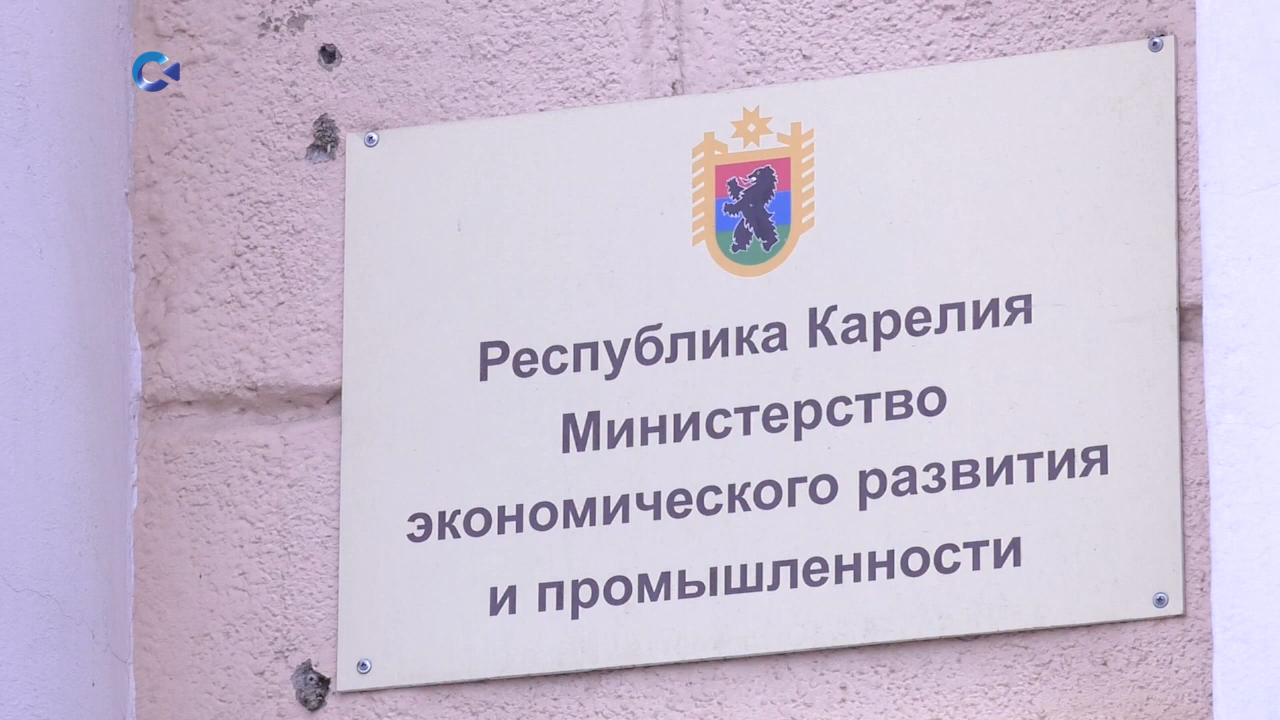 Республика Карелия
Министерство
экономического развития
и промышленности